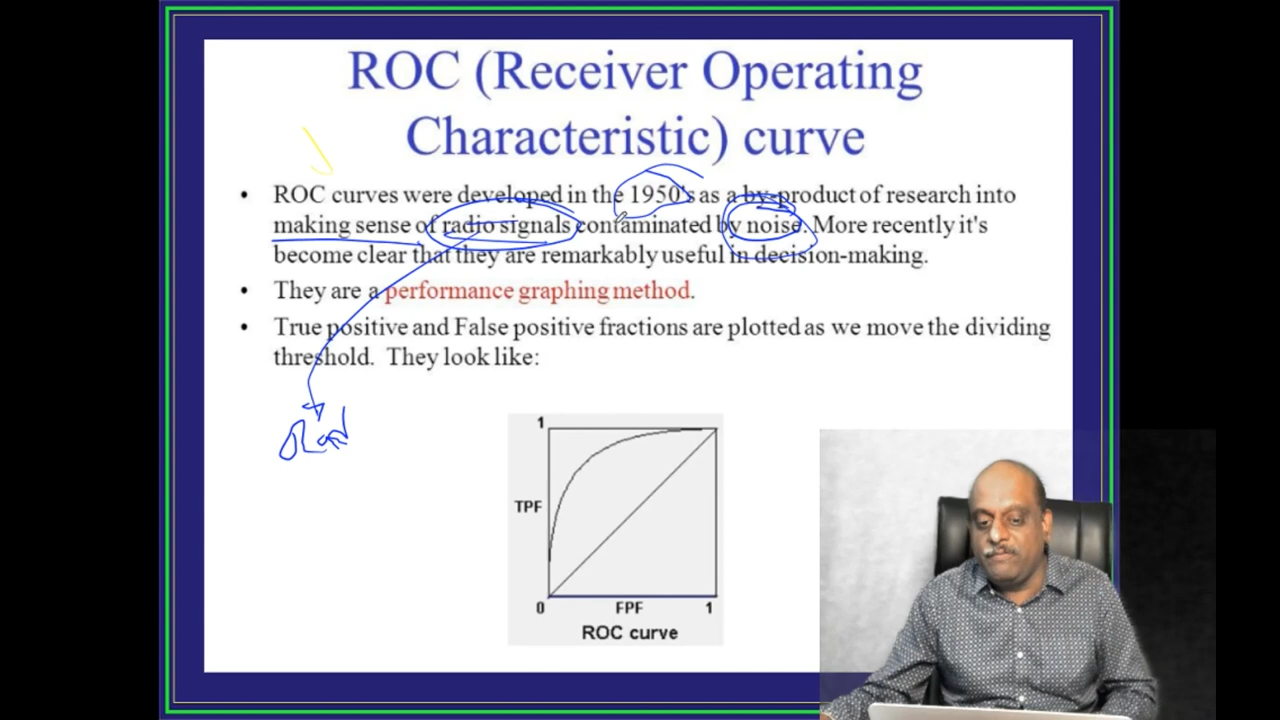 ROC (Receiver Operating
Characteristic) curve
• ROC curves were developed in the 1950's as a by-product of research into
making sense of radio signals contaminated by noise. More recently it's
become clear that they are remarkably useful in decision-making.
• They are a performance graphing method.
• True positive and False positive fractions are plotted as we move the dividing
threshold. They look like:
1
TPF
0 FPF 1
ROC curve